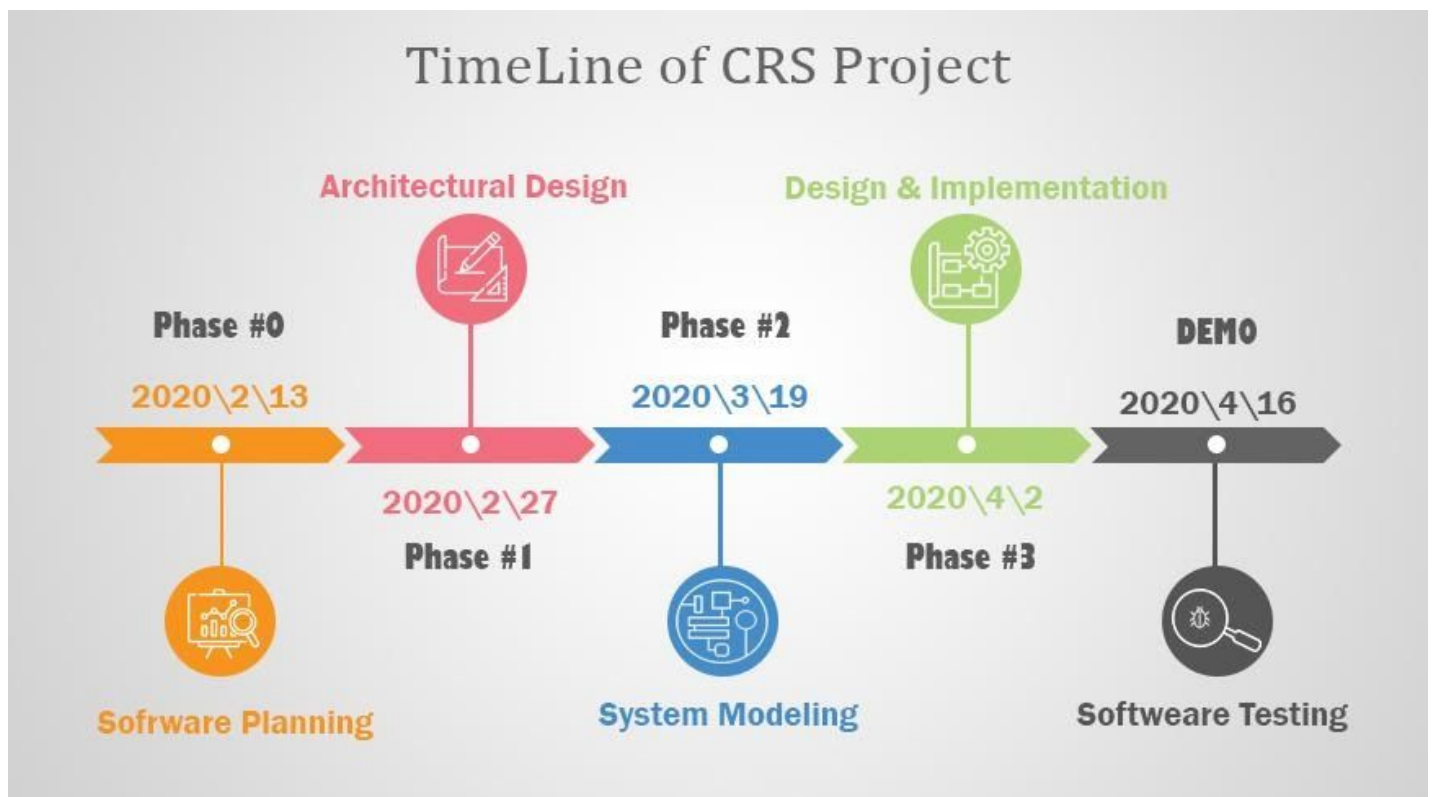 TimeLine of CRS Project
Phase #0
2020\2\13
Sofrware Planning
Architectural Design
2020\2\27
Phase #1
Phase #2
2020\3\19
System Modeling
Design & Implementation
2020\4\2
Phase #3
DEMO
2020\4\16
Softweare Testing